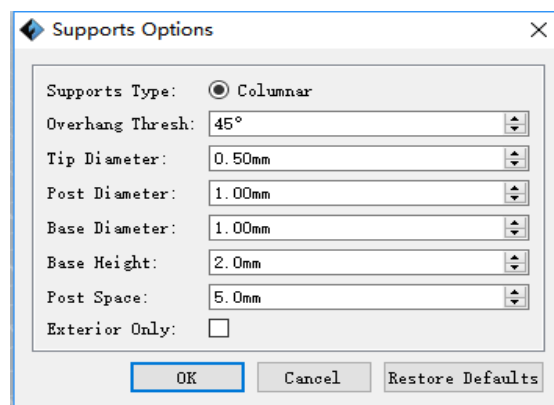 Supports Options
Supports Type: Columnar
Overhang Thresh: 45°
Tip Diameter: 0.50mm
Post Diameter: 1.00mm
Base Diameter: 1.00mm
Base Height: 2.0mm
Post Space: 5.0mm
Exterior Only:
OK Cancel Restore Defaults